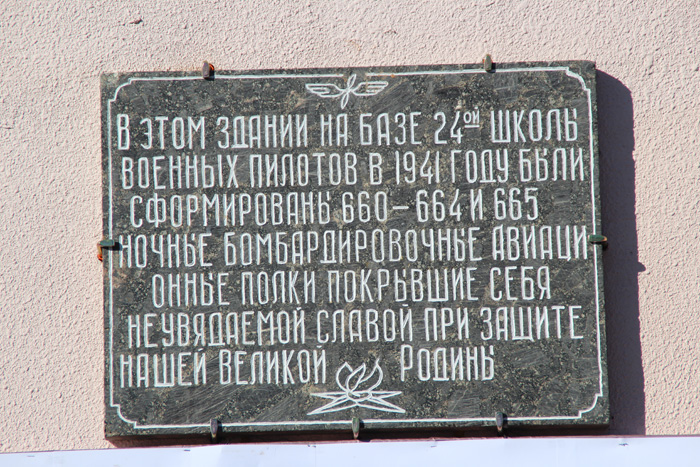 В ЭТОМ ЗДАНИИ НА БАЗЕ 24ОЙ ШКОЛЫ
ВОЕННЫХ ПИЛОТОВ В 1941 ГОДУ БЫЛИ
СФОРМИРОВАНЫ 660-664 И 665
НОЧНЫЕ БОМБАРДИРОВОЧНЫЕ АВИАЦИ
ОННЫЕ ПОЛКИ ПОКРЫВШИЕ СЕБЯ
НЕУВЯДАЕМОЙ СЛАВОЙ ПРИ ЗАЩИТЕ
НАШЕЙ ВЕЛИКОЙ РОДИНЫ